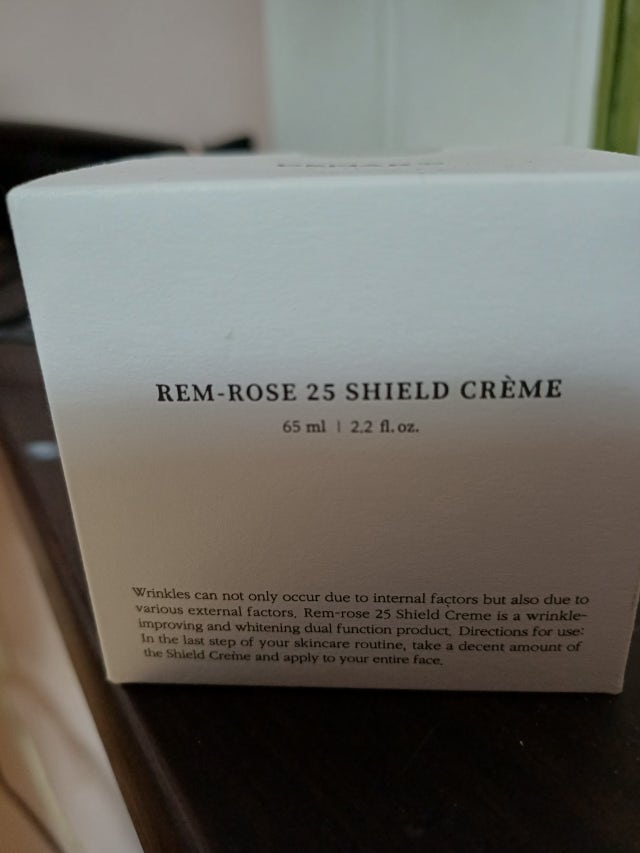 REM-ROSE 25 SHIELD CRÈME
65 ml | 2.2 fl. oz.
Wrinkles can not only occur due to internal factors but also due to
various external factors. Rem-rose 25 Shield Creme is a wrinkle-
improving and whitening dual function product. Directions for use:
In the last step of your skincare routine, take a decent amount of
the Shield Creme and apply to your entire face.